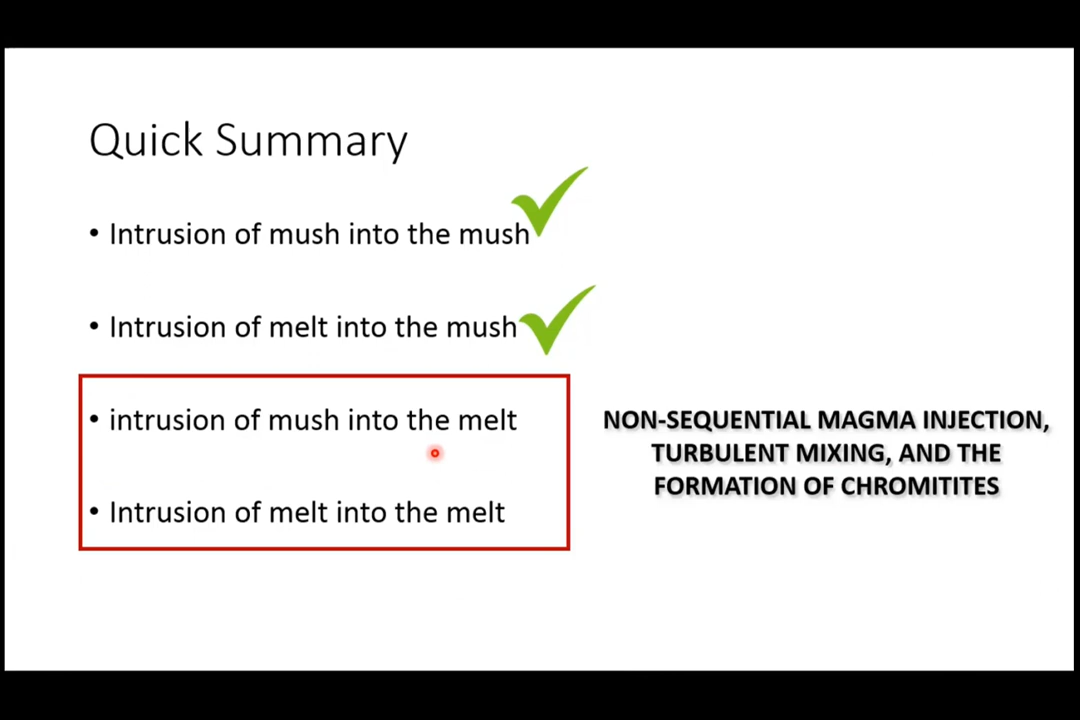 Quick Summary
• Intrusion of mush into the mush
• Intrusion of melt into the mush
• intrusion of mush into the melt
• Intrusion of melt into the melt
NON-SEQUENTIAL MAGMA INJECTION,
TURBULENT MIXING, AND THE
FORMATION OF CHROMITITES